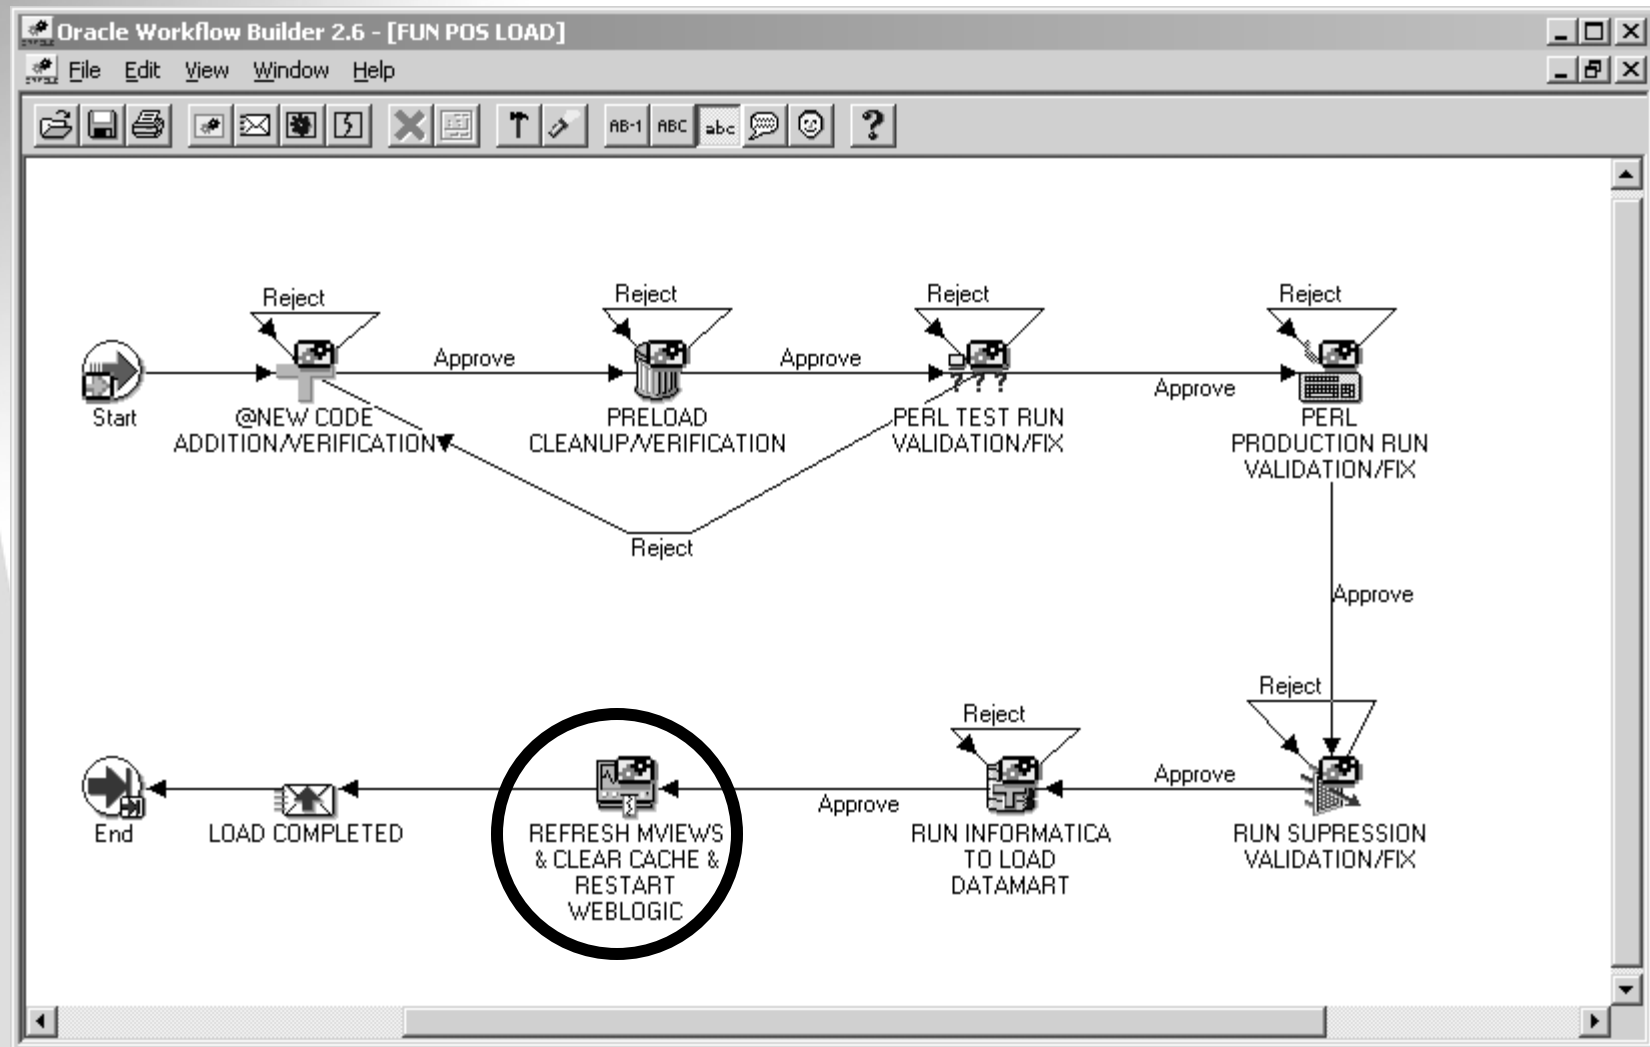 Oracle Workflow Builder 2.6 - [FUN POS LOAD]
File Edit View Window Help
AB-1 ABC abc ?
Reject
Reject
Reject
Reject
Approve
Approve
Approve
Start
@NEW CODE
ADDITION/VERIFICATION
PRELOAD
CLEANUP/VERIFICATION
PERL TEST RUN
VALIDATION/FIX
PERL
PRODUCTION RUN
VALIDATION/FIX
Reject
Approve
Reject
Reject
Approve
Approve
End
LOAD COMPLETED
REFRESH MVIEWS
& CLEAR CACHE &
RESTART
WEBLOGIC
RUN INFORMATICA
TO LOAD
DATAMART
RUN SUPRESSION
VALIDATION/FIX